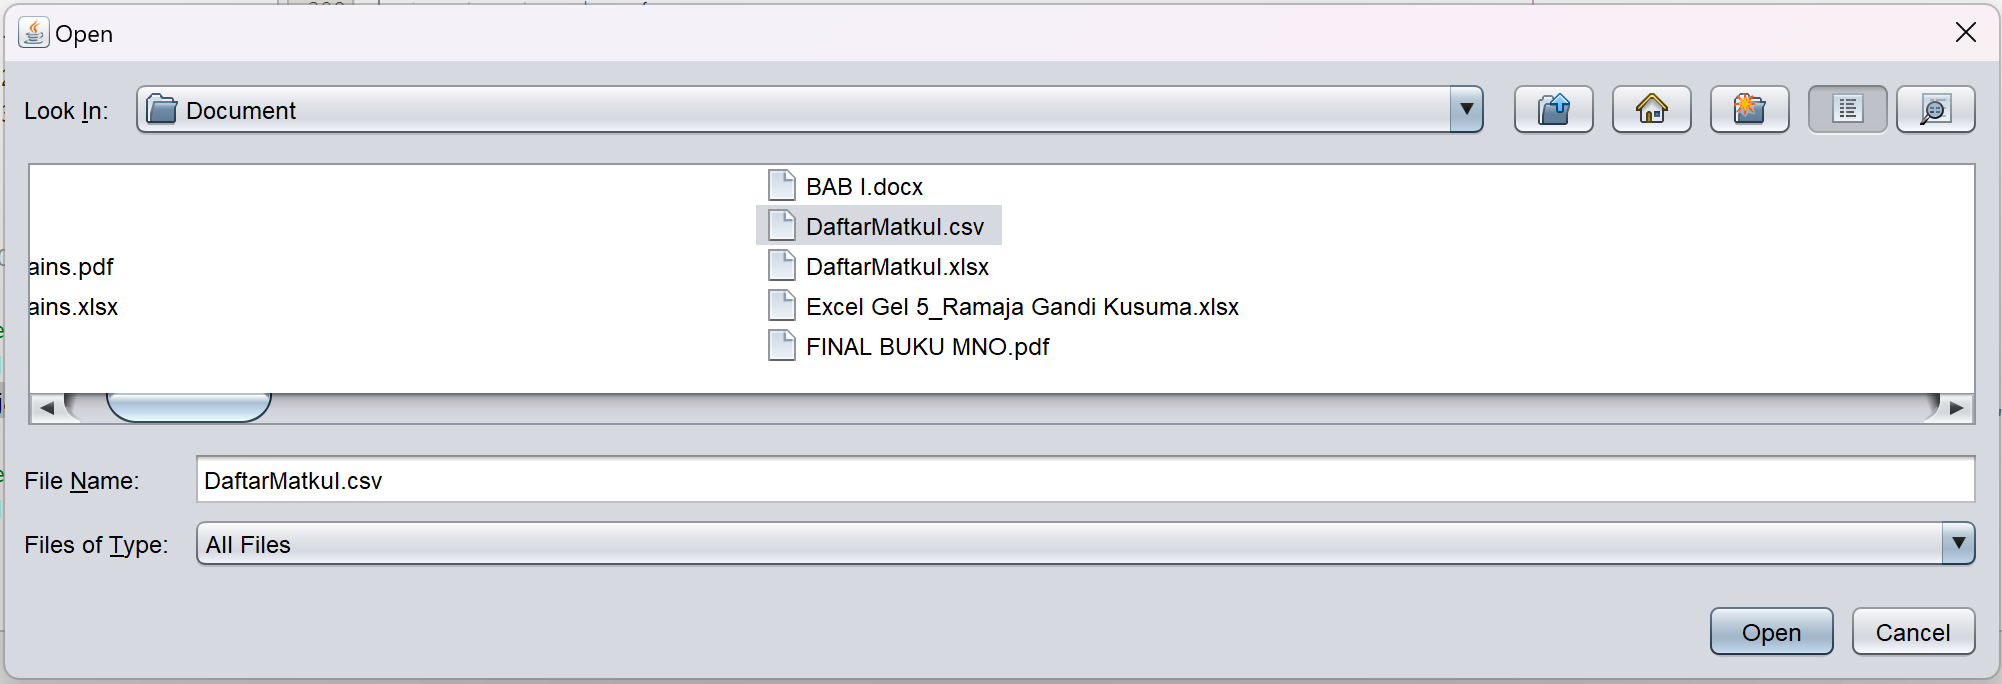 Open
Look In: Document
BAB I.docx
DaftarMatkul.csv
ains.pdf
DaftarMatkul.xlsx
ains.xlsx
Excel Gel 5_Ramaja Gandi Kusuma.xlsx
FINAL BUKU MNO.pdf
File Name: DaftarMatkul.csv
Files of Type: All Files
Open Cancel